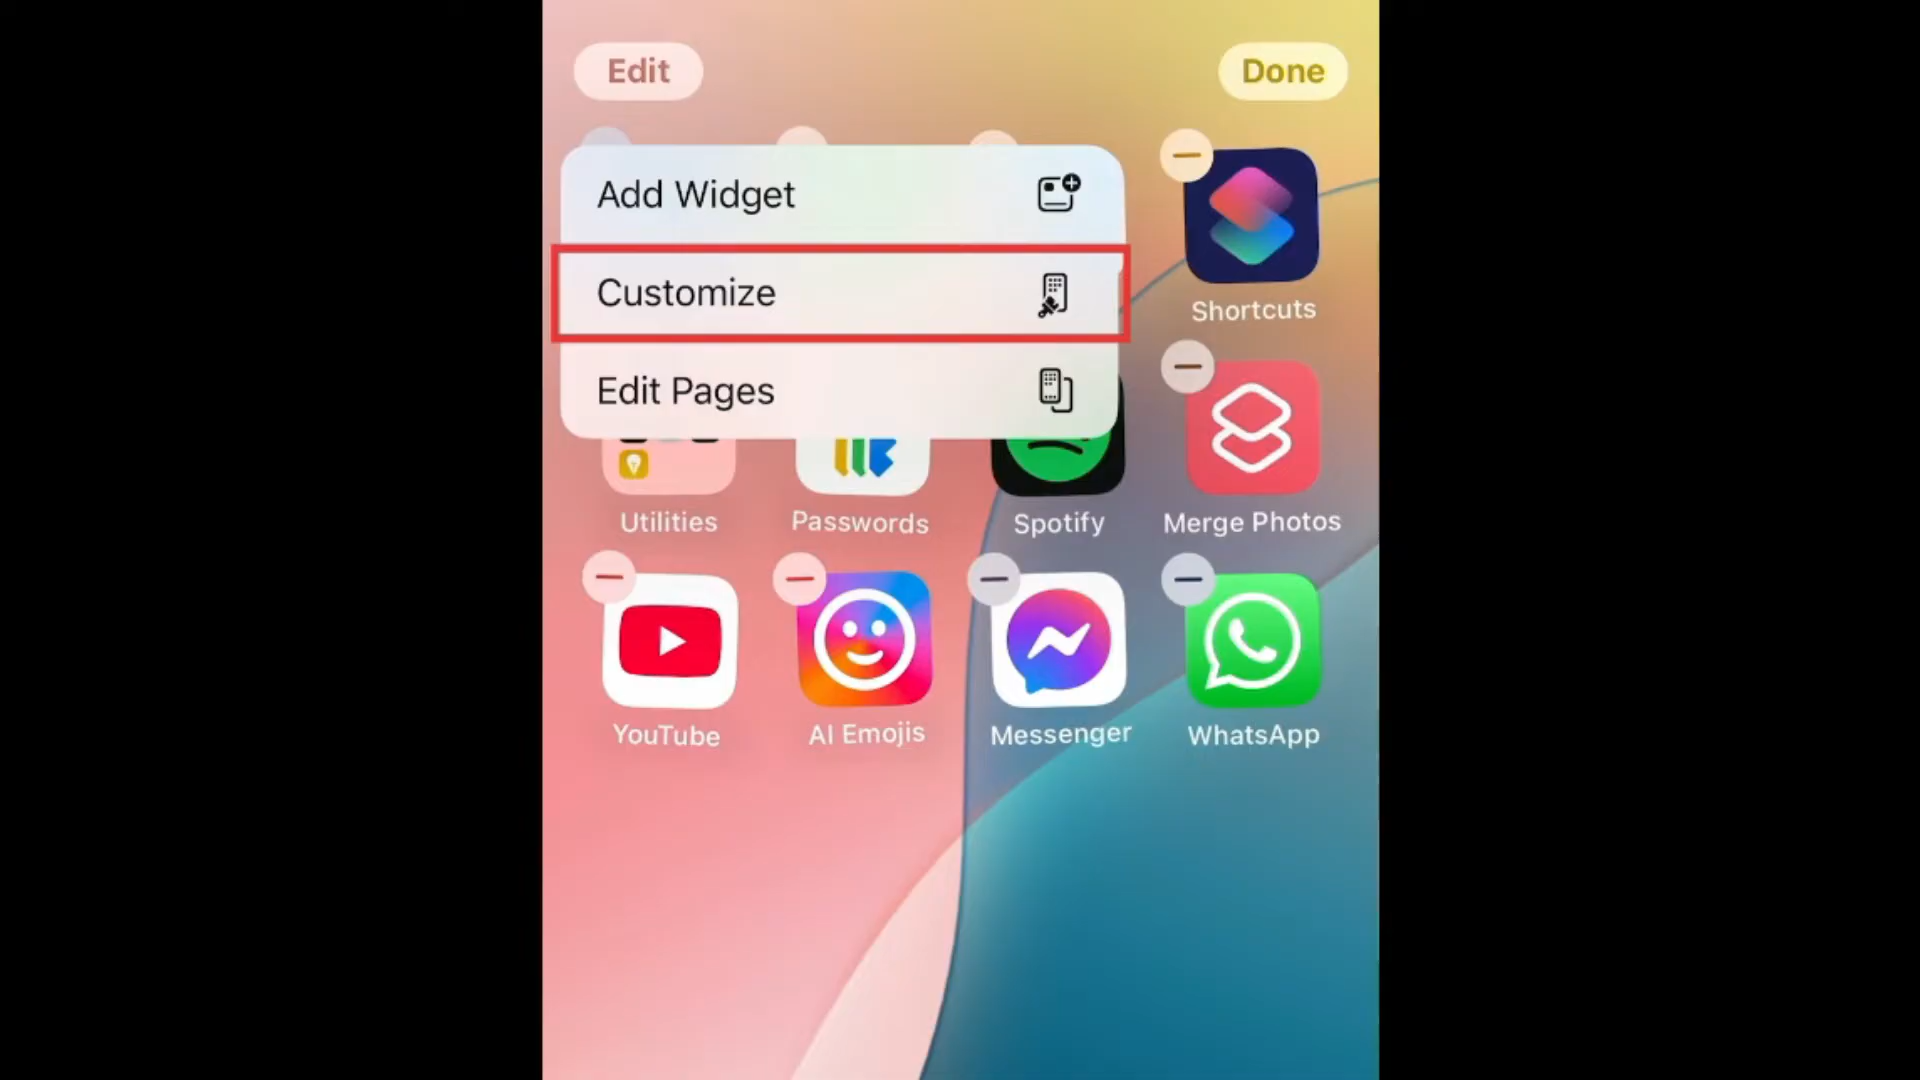 Edit Done
Add Widget
Customize
Edit Pages
Shortcuts
Utilities Passwords Spotify Merge Photos
YouTube AI Emojis Messenger WhatsApp